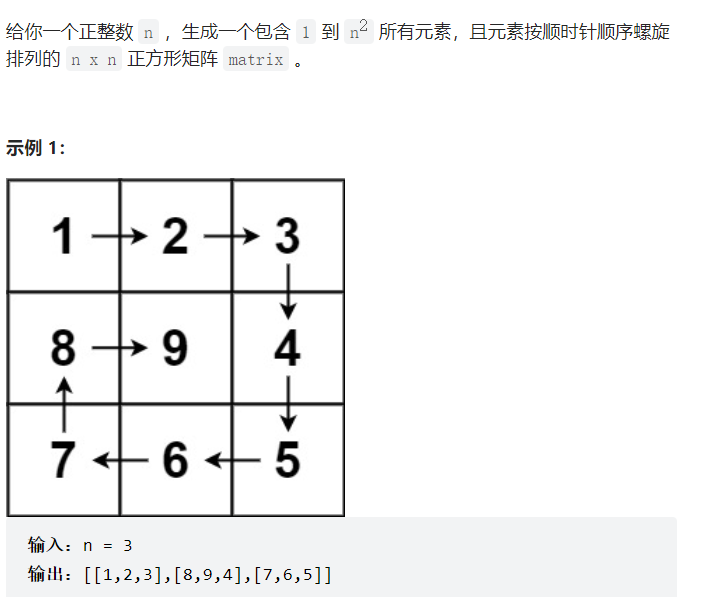 给你一个正整数 n ，生成一个包含 1 到 n² 所有元素，且元素按顺时针顺序螺旋
排列的 n x n 正方形矩阵 matrix 。
示例 1：
1 2 3
8 9 4
7 6 5
输入：n = 3
输出：[[1,2,3],[8,9,4],[7,6,5]]